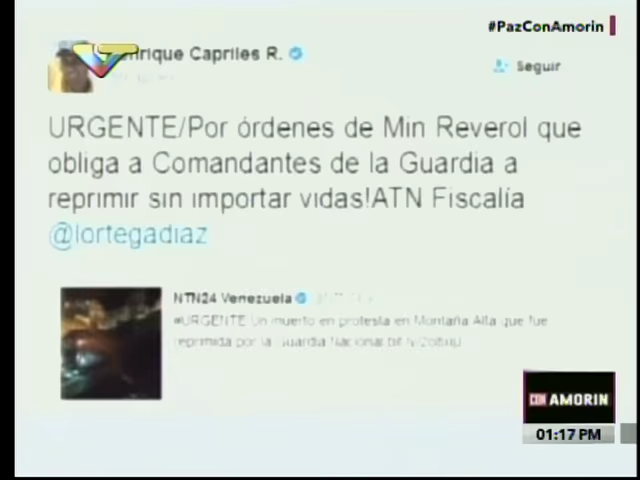 #PazConAmorin
Enrique Capriles R.
Seguir
URGENTE/Por órdenes de Min Reverol que
obliga a Comandantes de la Guardia a
reprimir sin importar vidas!ATN Fiscalía
@lortegadiaz
NTN24 Venezuela
#URGENTE Un muerto en protesta en Montaña Alta que fue
reprimida por la Guardia Nacional
CON AMORIN
01:17 PM